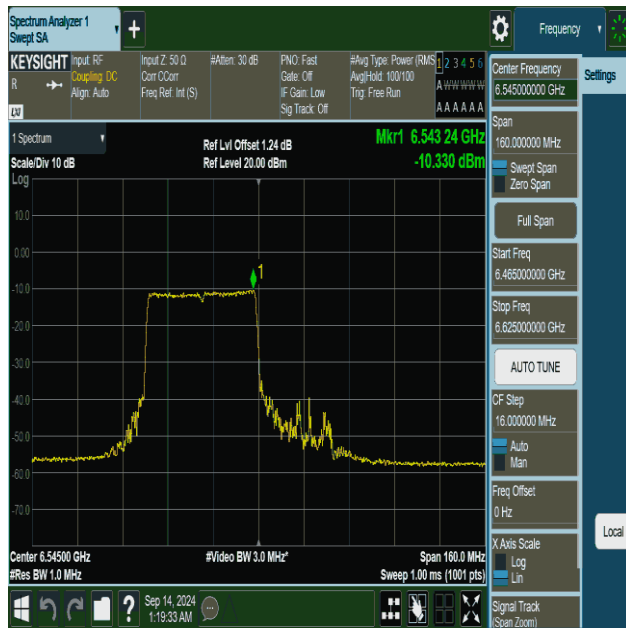 Spectrum Analyzer 1
Swept SA
+
Frequency
KEYSIGHT
R
LXI
Input: RF
Coupling: DC
Align: Auto
Input Z: 50 Ω
Corr CCorr
Freq Ref: Int (S)
#Atten: 30 dB
PNO: Fast
Gate: Off
IF Gain: Low
Sig Track: Off
#Avg Type: Power (RMS
Avg|Hold: 100/100
Trig: Free Run
1 2 3 4 5 6
A W W W W W
A A A A A A
Center Frequency
6.545000000 GHz
Settings
1 Spectrum
Scale/Div 10 dB
Ref Lvl Offset 1.24 dB
Ref Level 20.00 dBm
Mkr1 6.543 24 GHz
-10.330 dBm
Span
160.000000 MHz
Swept Span
Zero Span
Full Span
Start Freq
6.465000000 GHz
Stop Freq
6.625000000 GHz
AUTO TUNE
CF Step
16.000000 MHz
Auto
Man
Freq Offset
0 Hz
X Axis Scale
Log
Lin
Signal Track
(Span Zoom)
Local
Log
10.0
0.00
-10.0
-20.0
-30.0
-40.0
-50.0
-60.0
-70.0
1
Center 6.54500 GHz
#Res BW 1.0 MHz
#Video BW 3.0 MHz*
Span 160.0 MHz
Sweep 1.00 ms (1001 pts)
?
Sep 14, 2024
1:19:33 AM